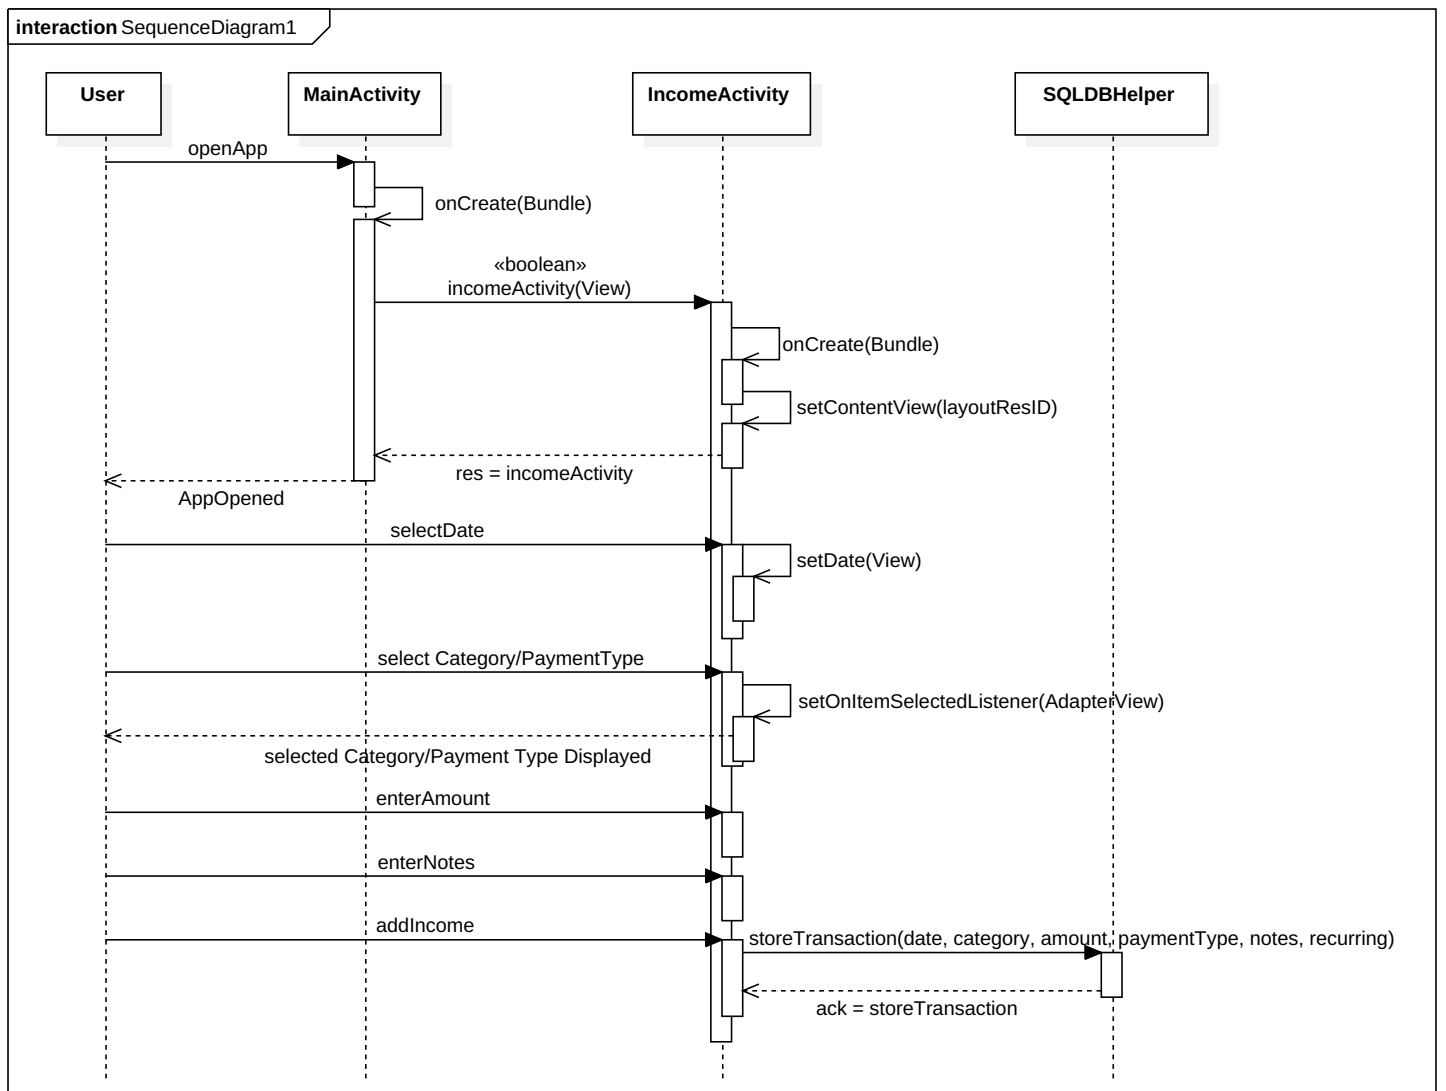 interaction SequenceDiagram1
User
MainActivity
IncomeActivity
SQLDBHelper
openApp
onCreate(Bundle)
«boolean»
incomeActivity(View)
onCreate(Bundle)
setContentView(layoutResID)
res = incomeActivity
AppOpened
selectDate
setDate(View)
select Category/PaymentType
setOnItemSelectedListener(AdapterView)
selected Category/Payment Type Displayed
enterAmount
enterNotes
addIncome
storeTransaction(date, category, amount, paymentType, notes, recurring)
ack = storeTransaction